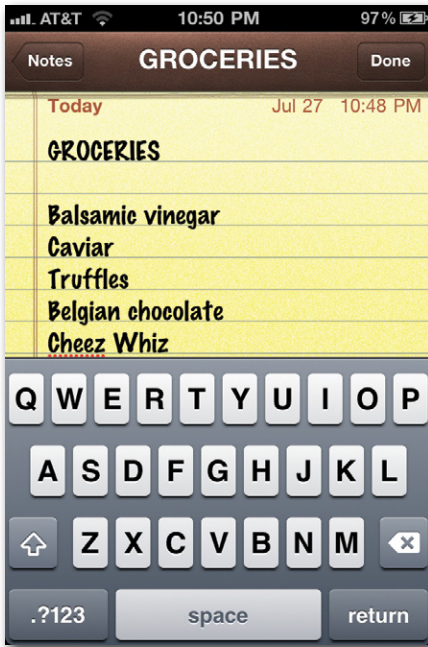 AT&T 10:50 PM 97%
Notes GROCERIES Done
Today Jul 27 10:48 PM
GROCERIES
Balsamic vinegar
Caviar
Truffles
Belgian chocolate
Cheez Whiz
Q W E R T Y U I O P
A S D F G H J K L
Z X C V B N M
.?123 space return